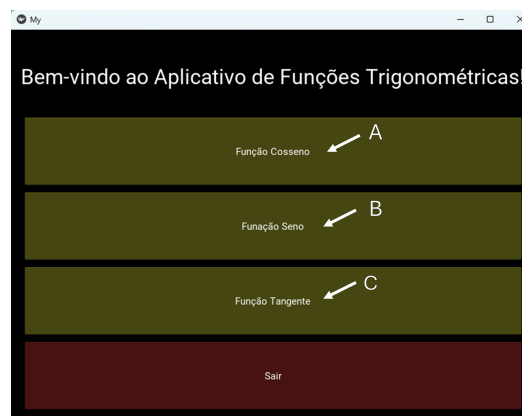 My
Bem-vindo ao Aplicativo de Funções Trigonométricas!
Função Cosseno
A
Funação Seno
B
Função Tangente
C
Sair